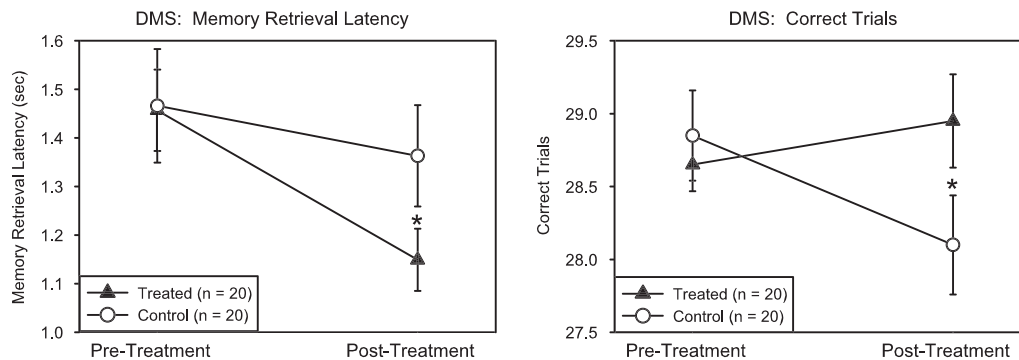 DMS:  Memory Retrieval Latency
Memory Retrieval Latency (sec)
1.6
1.5
1.4
1.3
1.2
1.1
1.0
*
Treated (n = 20)
Control (n = 20)
Pre-Treatment
Post-Treatment
DMS:  Correct Trials
Correct Trials
29.5
29.0
28.5
28.0
27.5
*
Treated (n = 20)
Control (n = 20)
Pre-Treatment
Post-Treatment